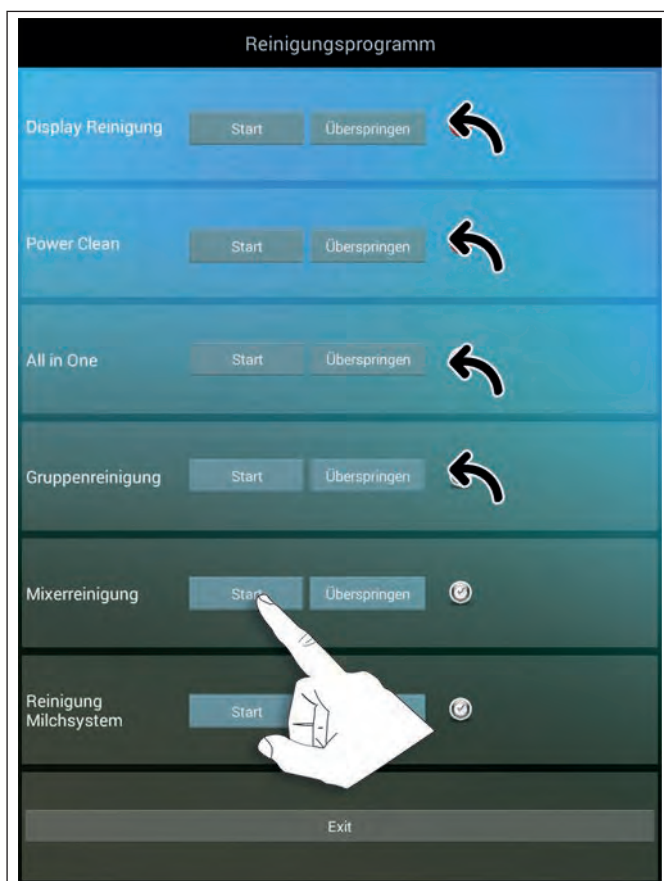 Reinigungsprogramm
Display Reinigung Start Überspringen
Power Clean Start Überspringen
All in One Start Überspringen
Gruppenreinigung Start Überspringen
Mixerreinigung Start Überspringen
Reinigung
Milchsystem Start
Exit